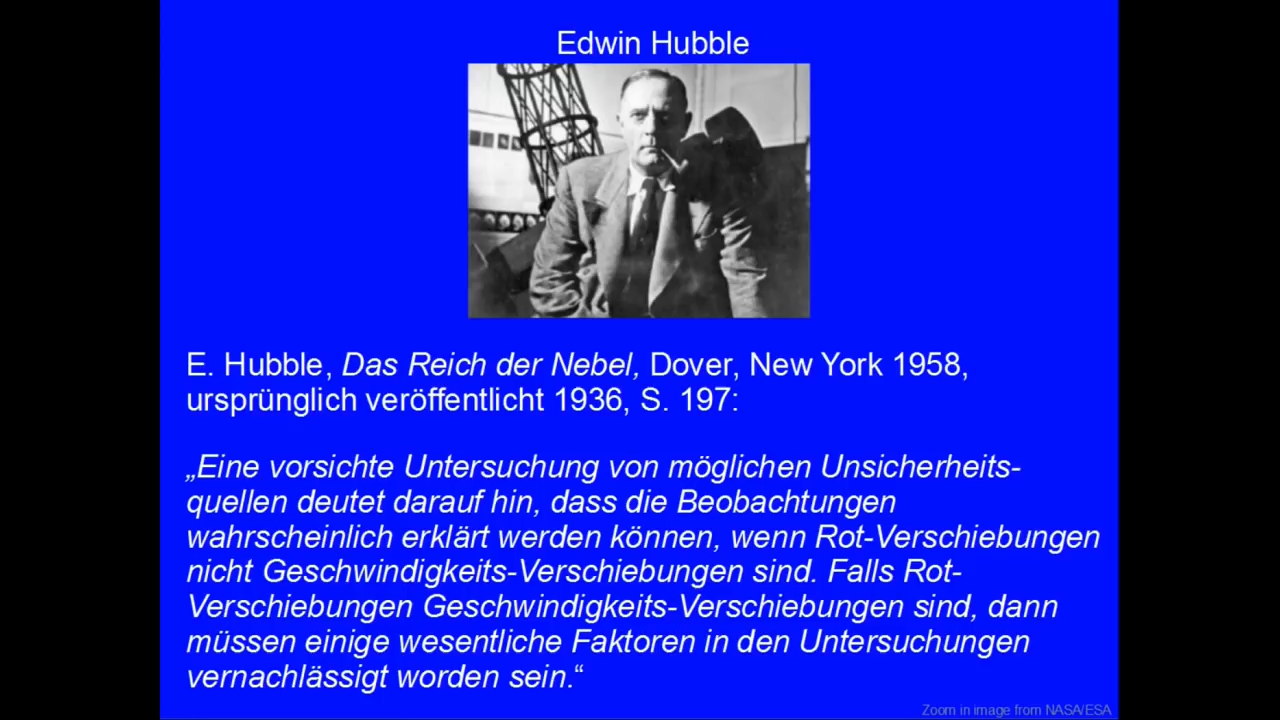 Edwin Hubble
E. Hubble, Das Reich der Nebel, Dover, New York 1958,
ursprünglich veröffentlicht 1936, S. 197:
„Eine vorsichte Untersuchung von möglichen Unsicherheits-
quellen deutet darauf hin, dass die Beobachtungen
wahrscheinlich erklärt werden können, wenn Rot-Verschiebungen
nicht Geschwindigkeits-Verschiebungen sind. Falls Rot-
Verschiebungen Geschwindigkeits-Verschiebungen sind, dann
müssen einige wesentliche Faktoren in den Untersuchungen
vernachlässigt worden sein.“
Zoom in image from NASA/ESA